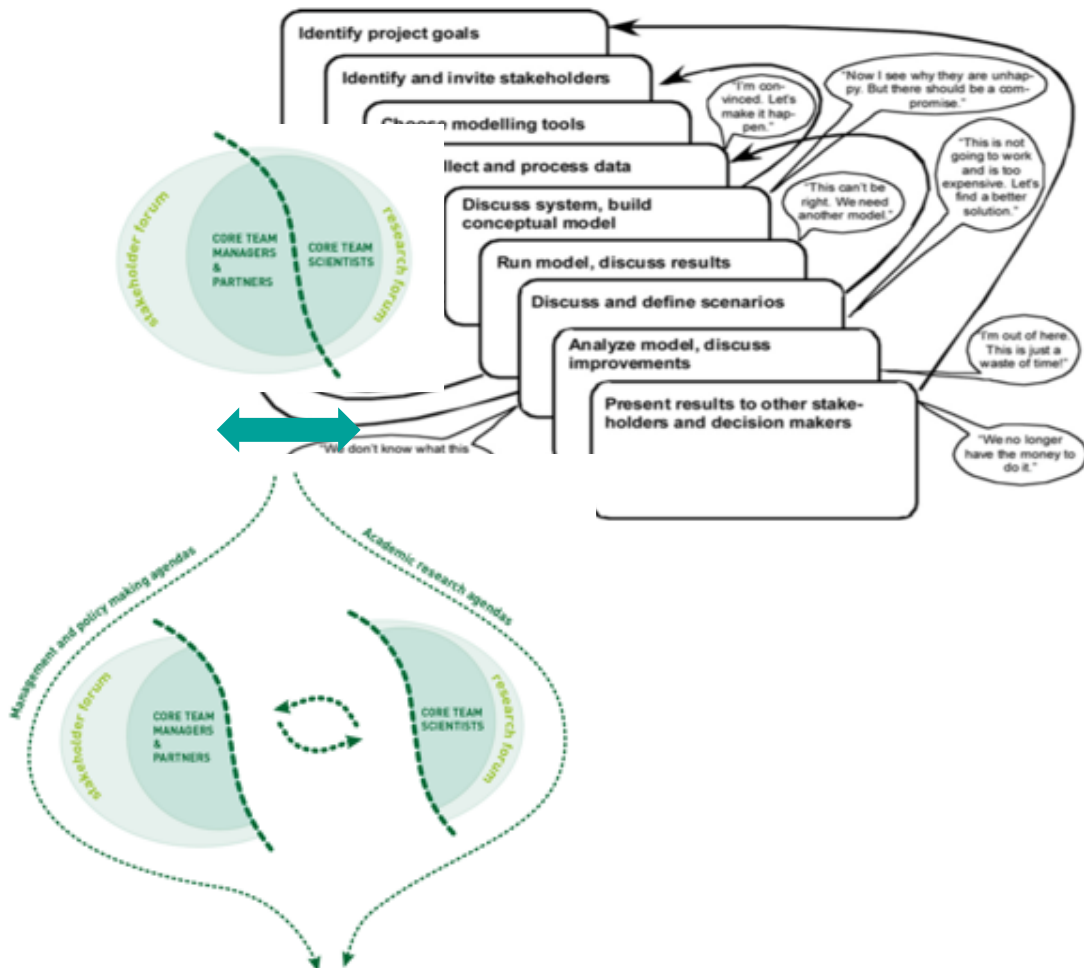 Identify project goals
Identify and invite stakeholders
Choose modelling tools
llect and process data
Discuss system, build
conceptual model
Run model, discuss results
Discuss and define scenarios
Analyze model, discuss
improvements
Present results to other stake-
holders and decision makers
"I'm con-
vinced. Let's
make it hap-
pen."
"Now I see why they are unhap-
py. But there should be a com-
promise."
"This is not
going to work
and is too
expensive. Let's
find a better
solution."
"This can't be
right. We need
another model."
"I'm out of here.
This is just a
waste of time!"
"We no longer
have the money to
do it."
"We don't know what this
stakeholder forum
CORE TEAM
MANAGERS
&
PARTNERS
CORE TEAM
SCIENTISTS
research forum
Management and policy making agendas
Academic research agendas
stakeholder forum
CORE TEAM
MANAGERS
&
PARTNERS
CORE TEAM
SCIENTISTS
research forum